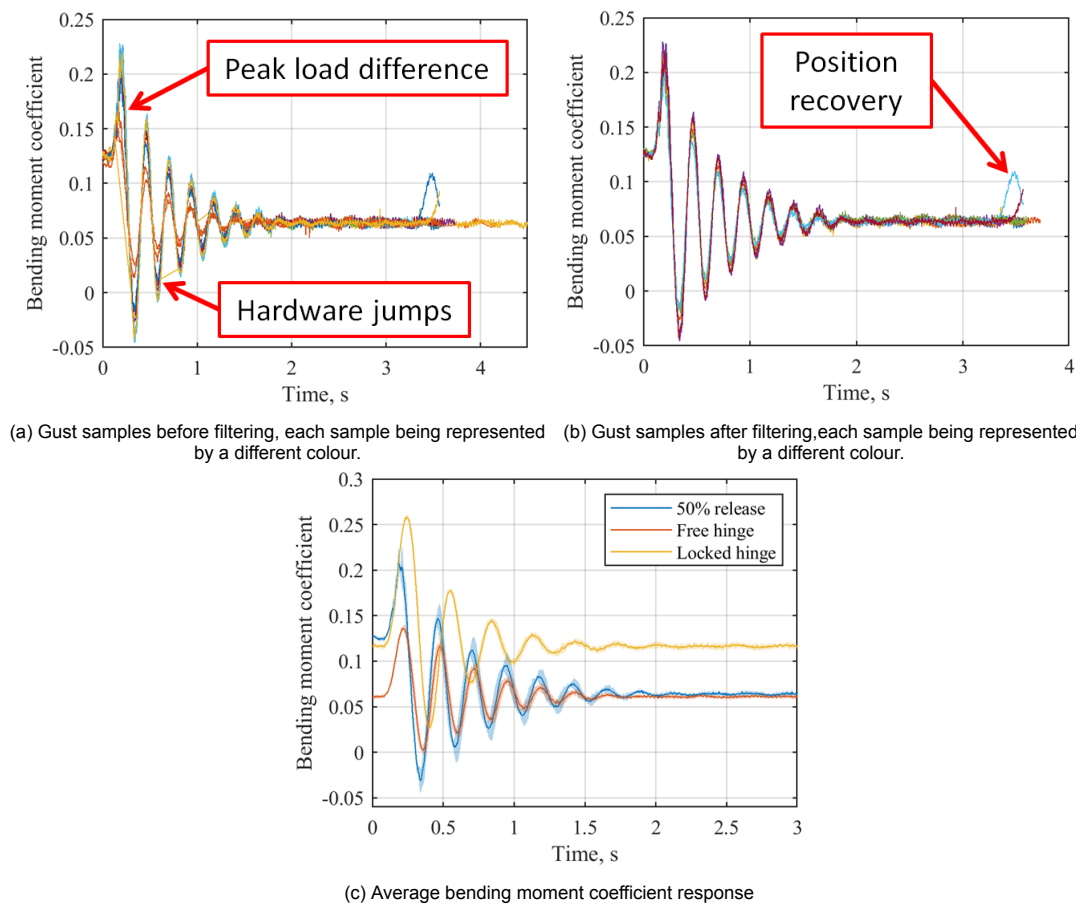 Bending moment coefficient
0.25
0.2
0.15
0.1
0.05
0
-0.05
Peak load difference
Hardware jumps
0
1
2
3
4
Time, s
(a) Gust samples before filtering, each sample being represented
by a different colour.
Bending moment coefficient
0.25
0.2
0.15
0.1
0.05
0
-0.05
Position
recovery
0
1
2
3
4
Time, s
(b) Gust samples after filtering,each sample being represented
by a different colour.
Bending moment coefficient
0.3
0.25
0.2
0.15
0.1
0.05
0
-0.05
50% release
Free hinge
Locked hinge
0
0.5
1
1.5
2
2.5
3
Time, s
(c) Average bending moment coefficient response